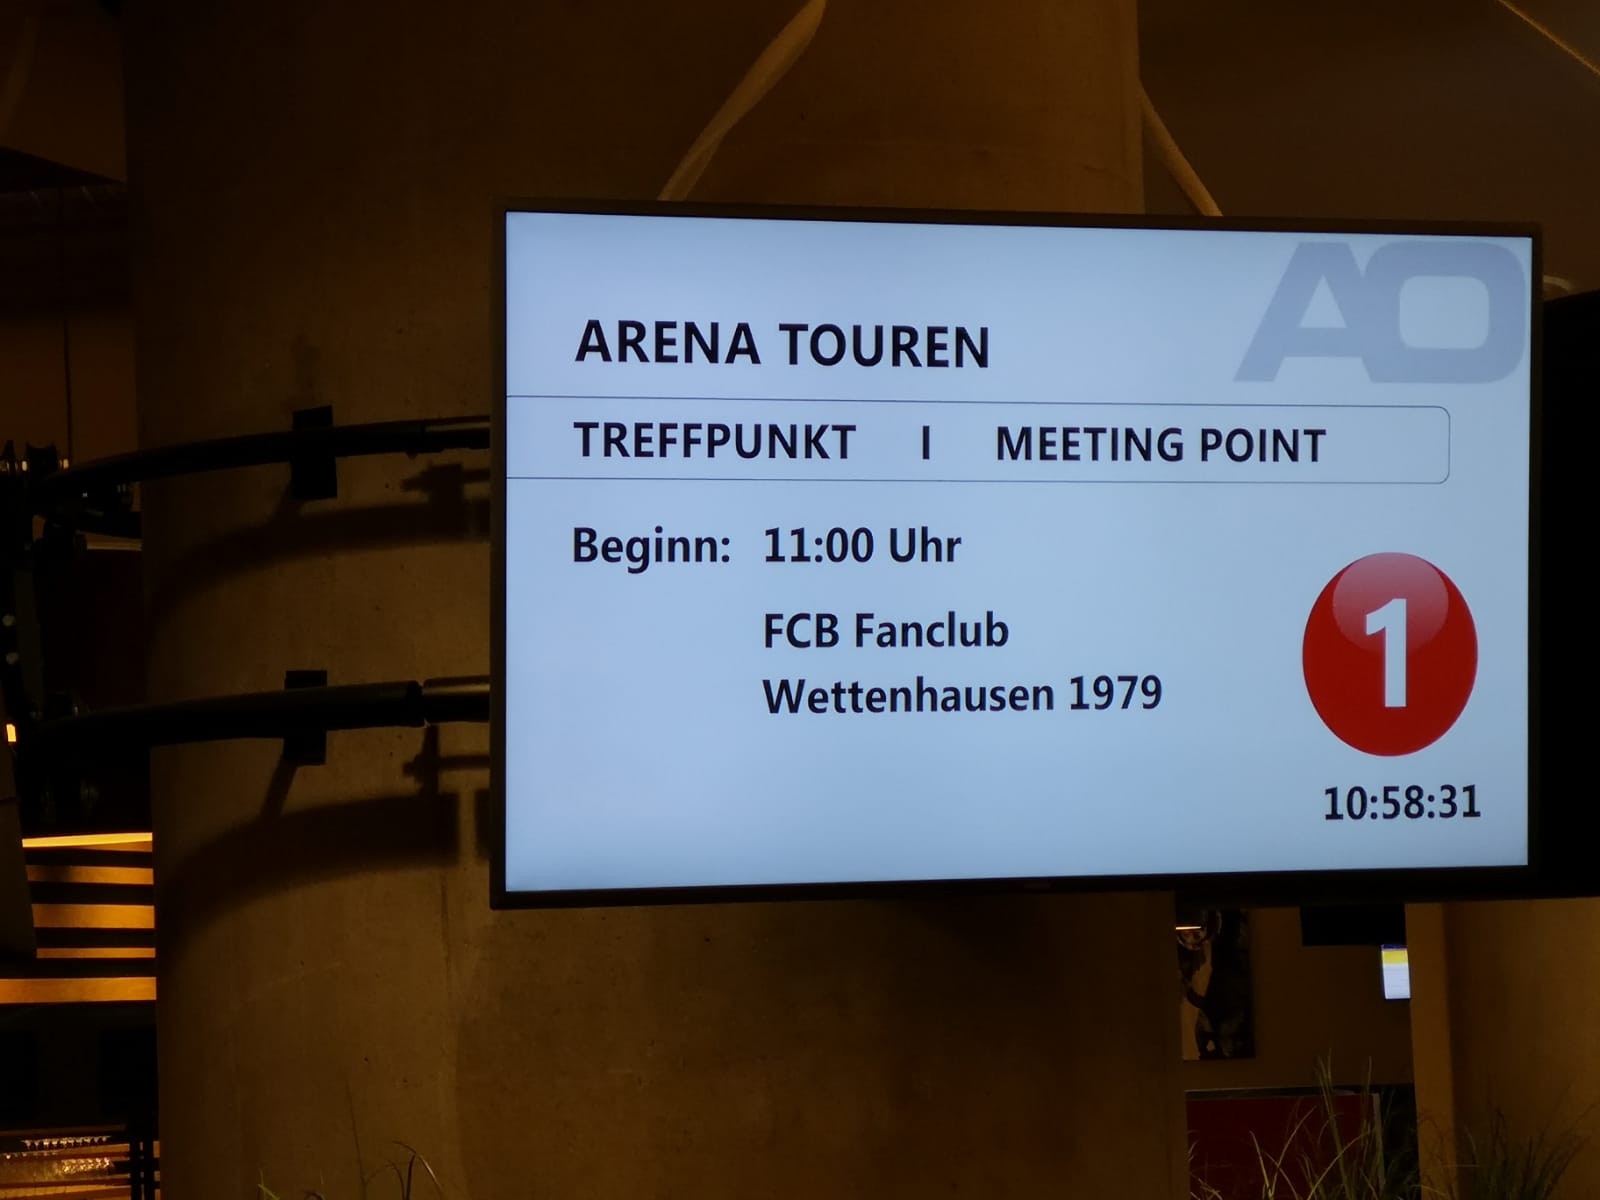 AO
ARENA TOUREN
TREFFPUNKT I MEETING POINT
Beginn: 11:00 Uhr
FCB Fanclub
Wettenhausen 1979
1
10:58:31